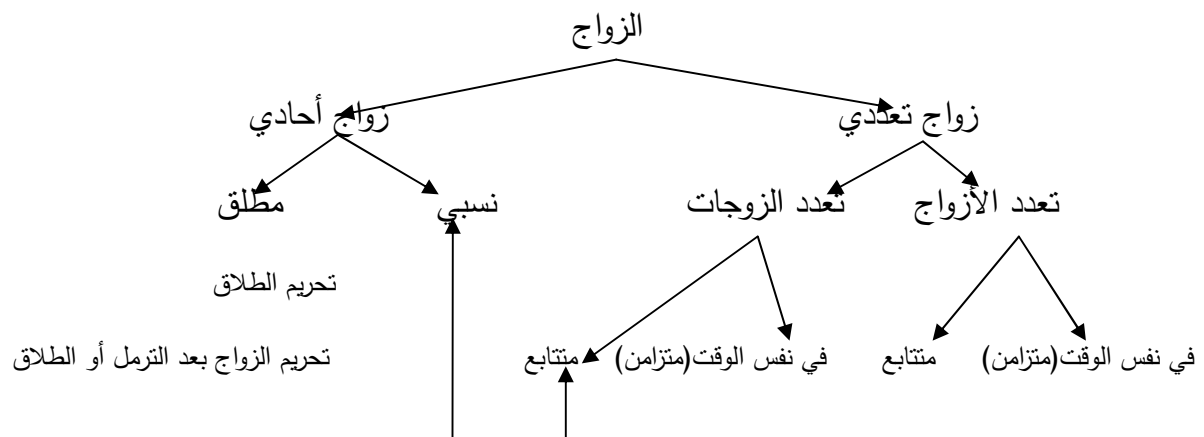 الزواج
زواج تعددي
زواج أحادي
تعدد الأزواج
تعدد الزوجات
نسبي
مطلق
تحريم الطلاق
في نفس الوقت(متزامن)
متتابع
في نفس الوقت(متزامن)
متتابع
تحريم الزواج بعد الترمل أو الطلاق